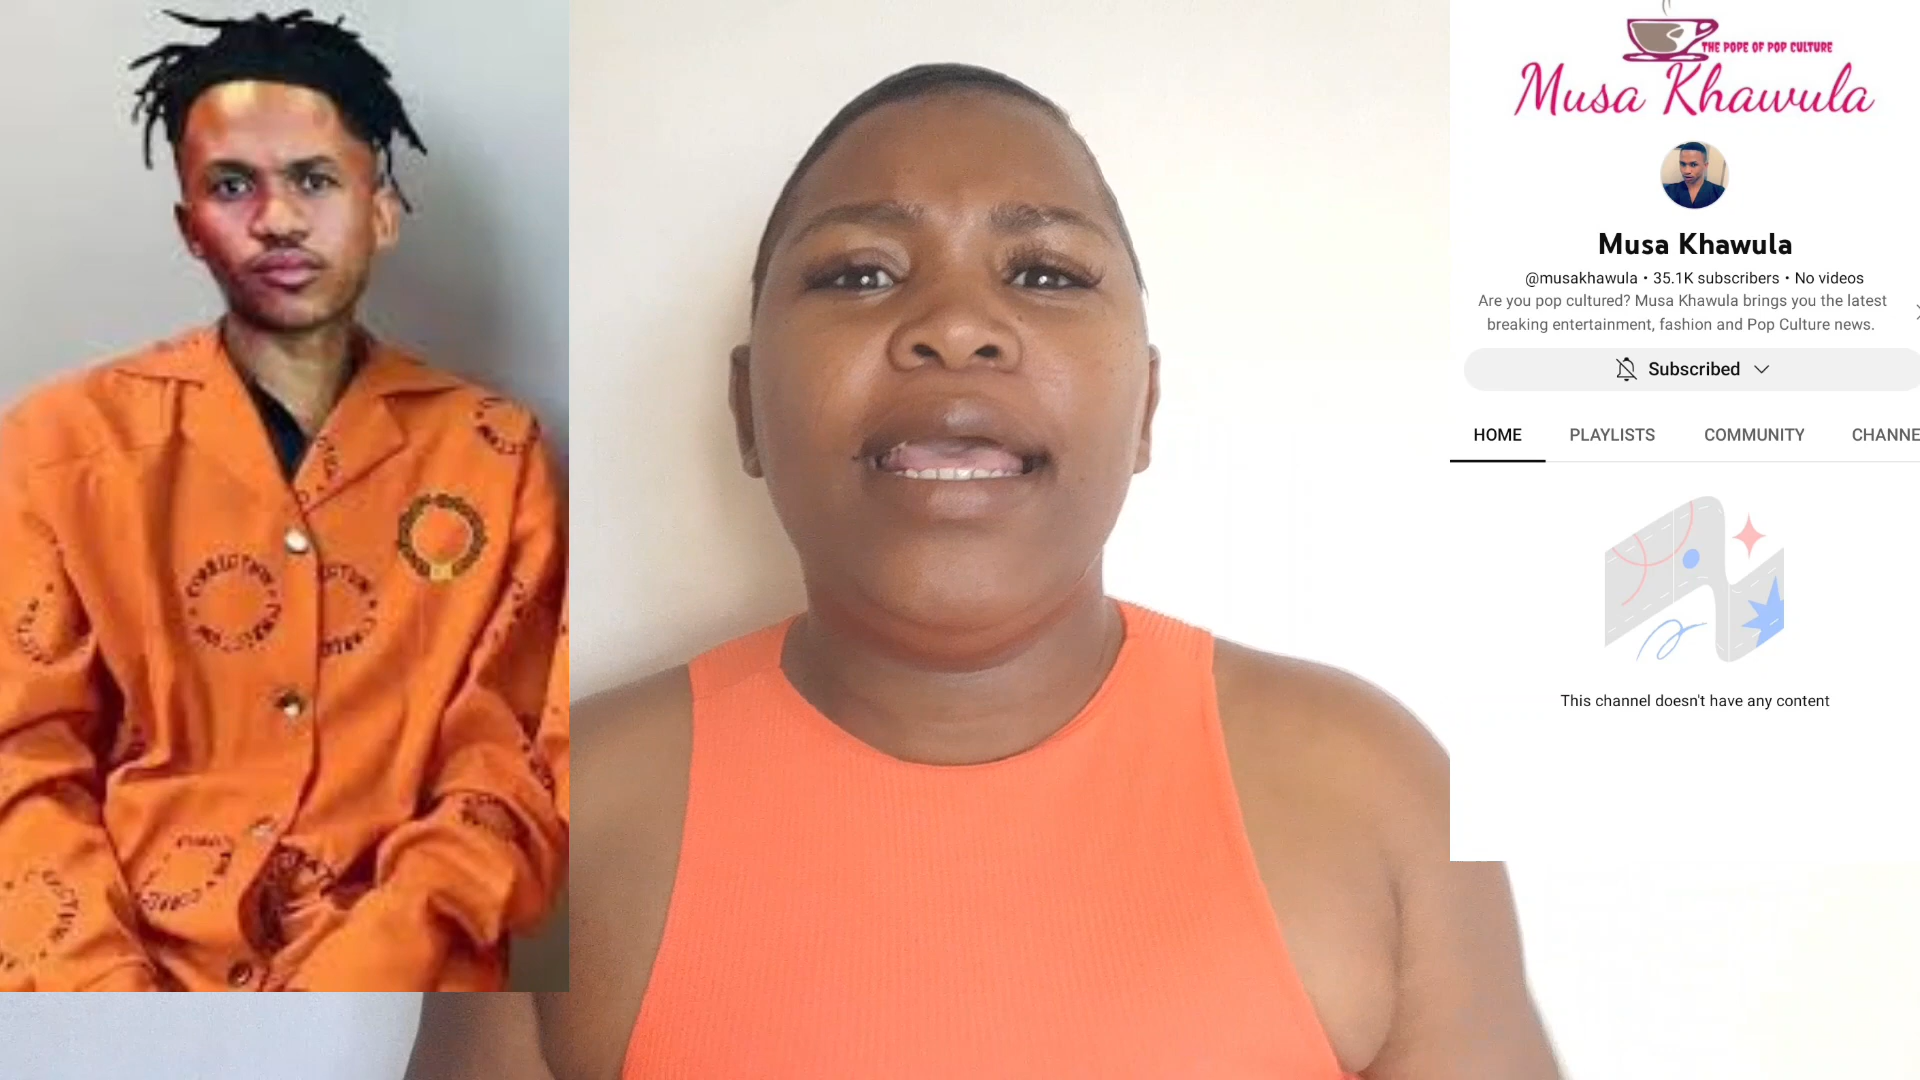 THE POPE OF POP CULTURE
Musa Khawula
Musa Khawula
@musakhawula • 35.1K subscribers • No videos
Are you pop cultured? Musa Khawula brings you the latest
breaking entertainment, fashion and Pop Culture news.
Subscribed
HOME PLAYLISTS COMMUNITY CHANNE
This channel doesn't have any content